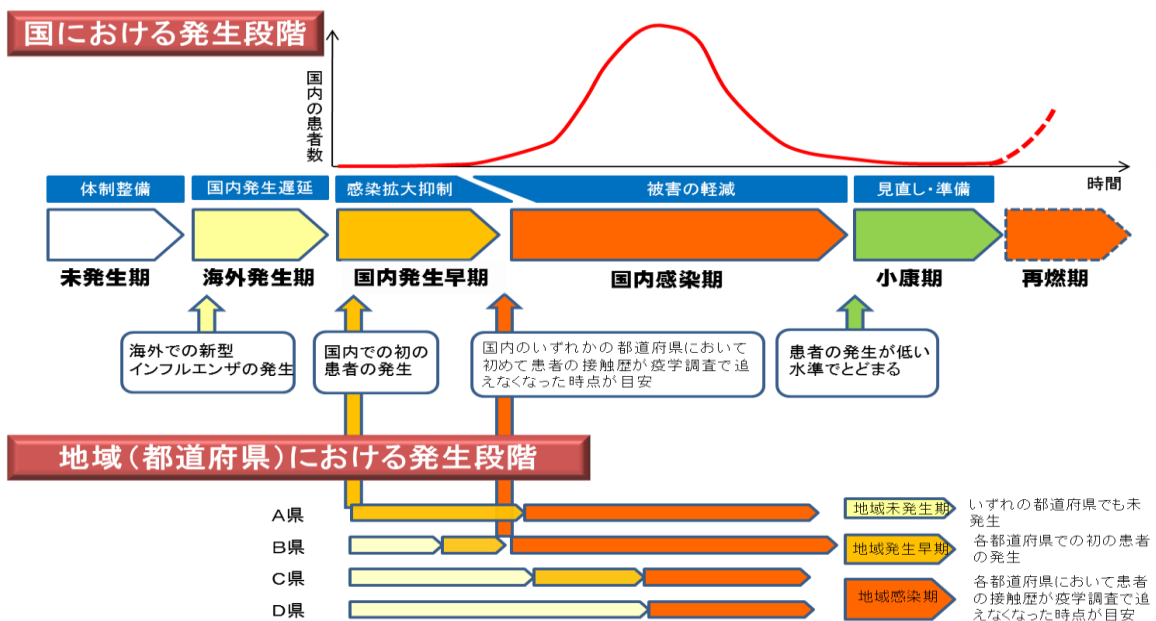 国における発生段階
国内の患者数
時間
体制整備
国内発生遅延
感染拡大抑制
被害の軽減
見直し・準備
未発生期
海外発生期
国内発生早期
国内感染期
小康期
再燃期
海外での新型
インフルエンザの発生
国内での初の
患者の発生
国内のいずれかの都道府県において
初めて患者の接触歴が疫学調査で追
えなくなった時点が目安
患者の発生が低い
水準でとどまる
地域(都道府県)における発生段階
A県
B県
C県
D県
地域未発生期
いずれの都道府県でも未
発生
地域発生早期
各都道府県での初の患者
の発生
地域感染期
各都道府県において患者
の接触歴が疫学調査で追
えなくなった時点が目安